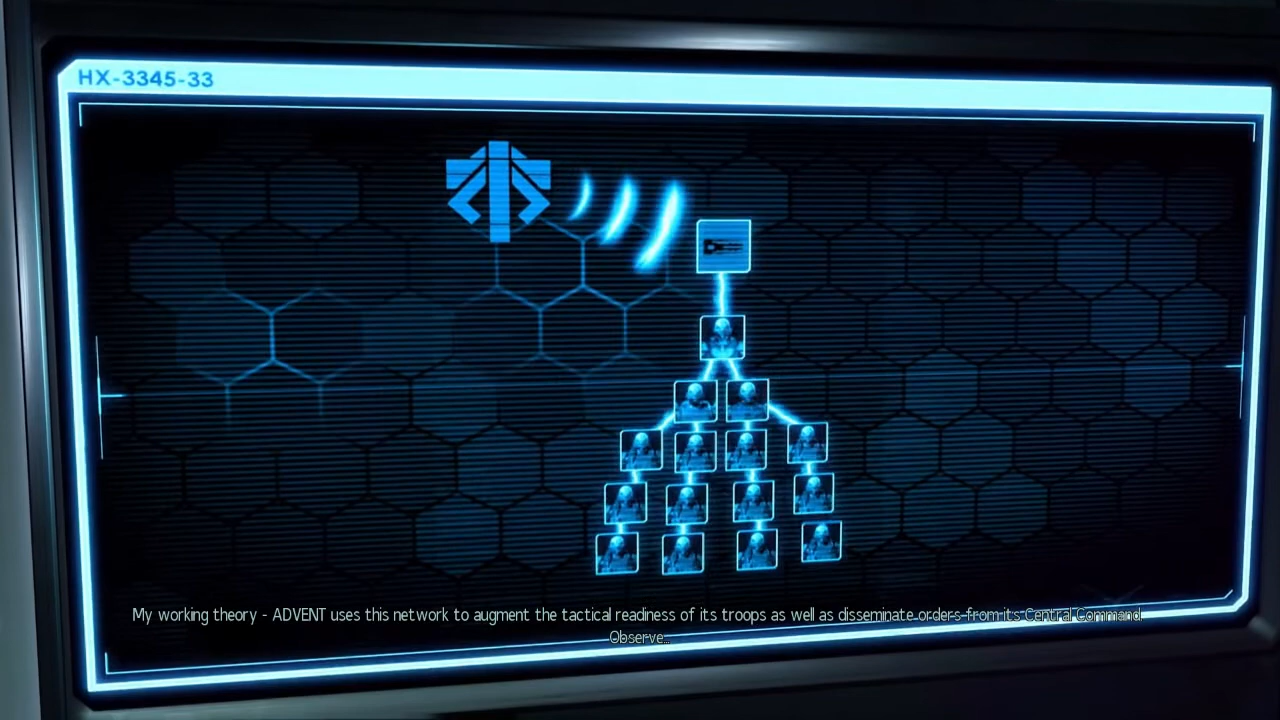 HX-3345-33
My working theory - ADVENT uses this network to augment the tactical readiness of its troops as well as disseminate orders from its Central Command.
Observe...